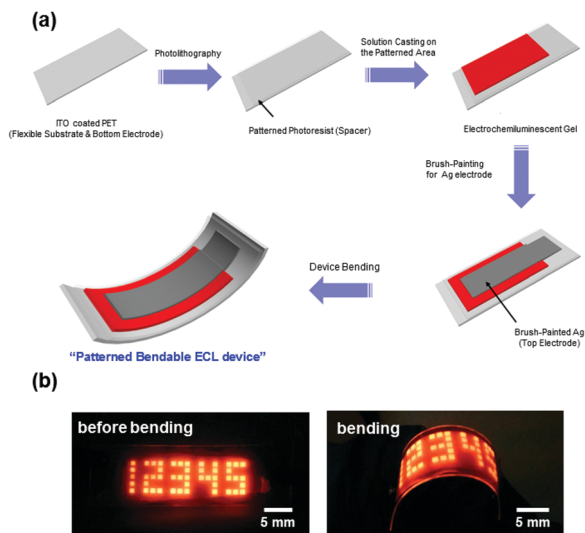 (a)
Photolithography
Solution Casting on
the Patterned Area
ITO coated PET
(Flexible Substrate & Bottom Electrode)
Patterned Photoresist (Spacer)
Electrochemiluminescent Gel
Brush-Painting
for Ag electrode
Device Bending
Brush-Painted Ag
(Top Electrode)
“Patterned Bendable ECL device”
(b)
before bending
12345
5 mm
bending
2345
5 mm